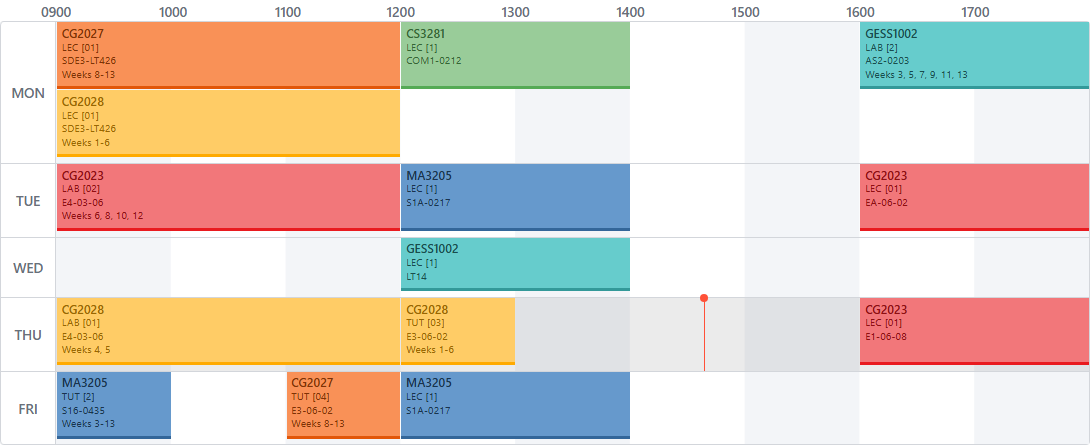 0900 1000 1100 1200 1300 1400 1500 1600 1700
MON
CG2027
LEC [01]
SDE3-LT426
Weeks 8-13
CS3281
LEC [1]
COM1-0212
GESS1002
LAB [2]
AS2-0203
Weeks 3, 5, 7, 9, 11, 13
CG2028
LEC [01]
SDE3-LT426
Weeks 1-6
TUE
CG2023
LAB [02]
E4-03-06
Weeks 6, 8, 10, 12
MA3205
LEC [1]
S1A-0217
CG2023
LEC [01]
EA-06-02
WED
GESS1002
LEC [1]
LT14
THU
CG2028
LAB [01]
E4-03-06
Weeks 4, 5
CG2028
TUT [03]
E3-06-02
Weeks 1-6
CG2023
LEC [01]
E1-06-08
FRI
MA3205
TUT [2]
S16-0435
Weeks 3-13
CG2027
TUT [04]
E3-06-02
Weeks 8-13
MA3205
LEC [1]
S1A-0217